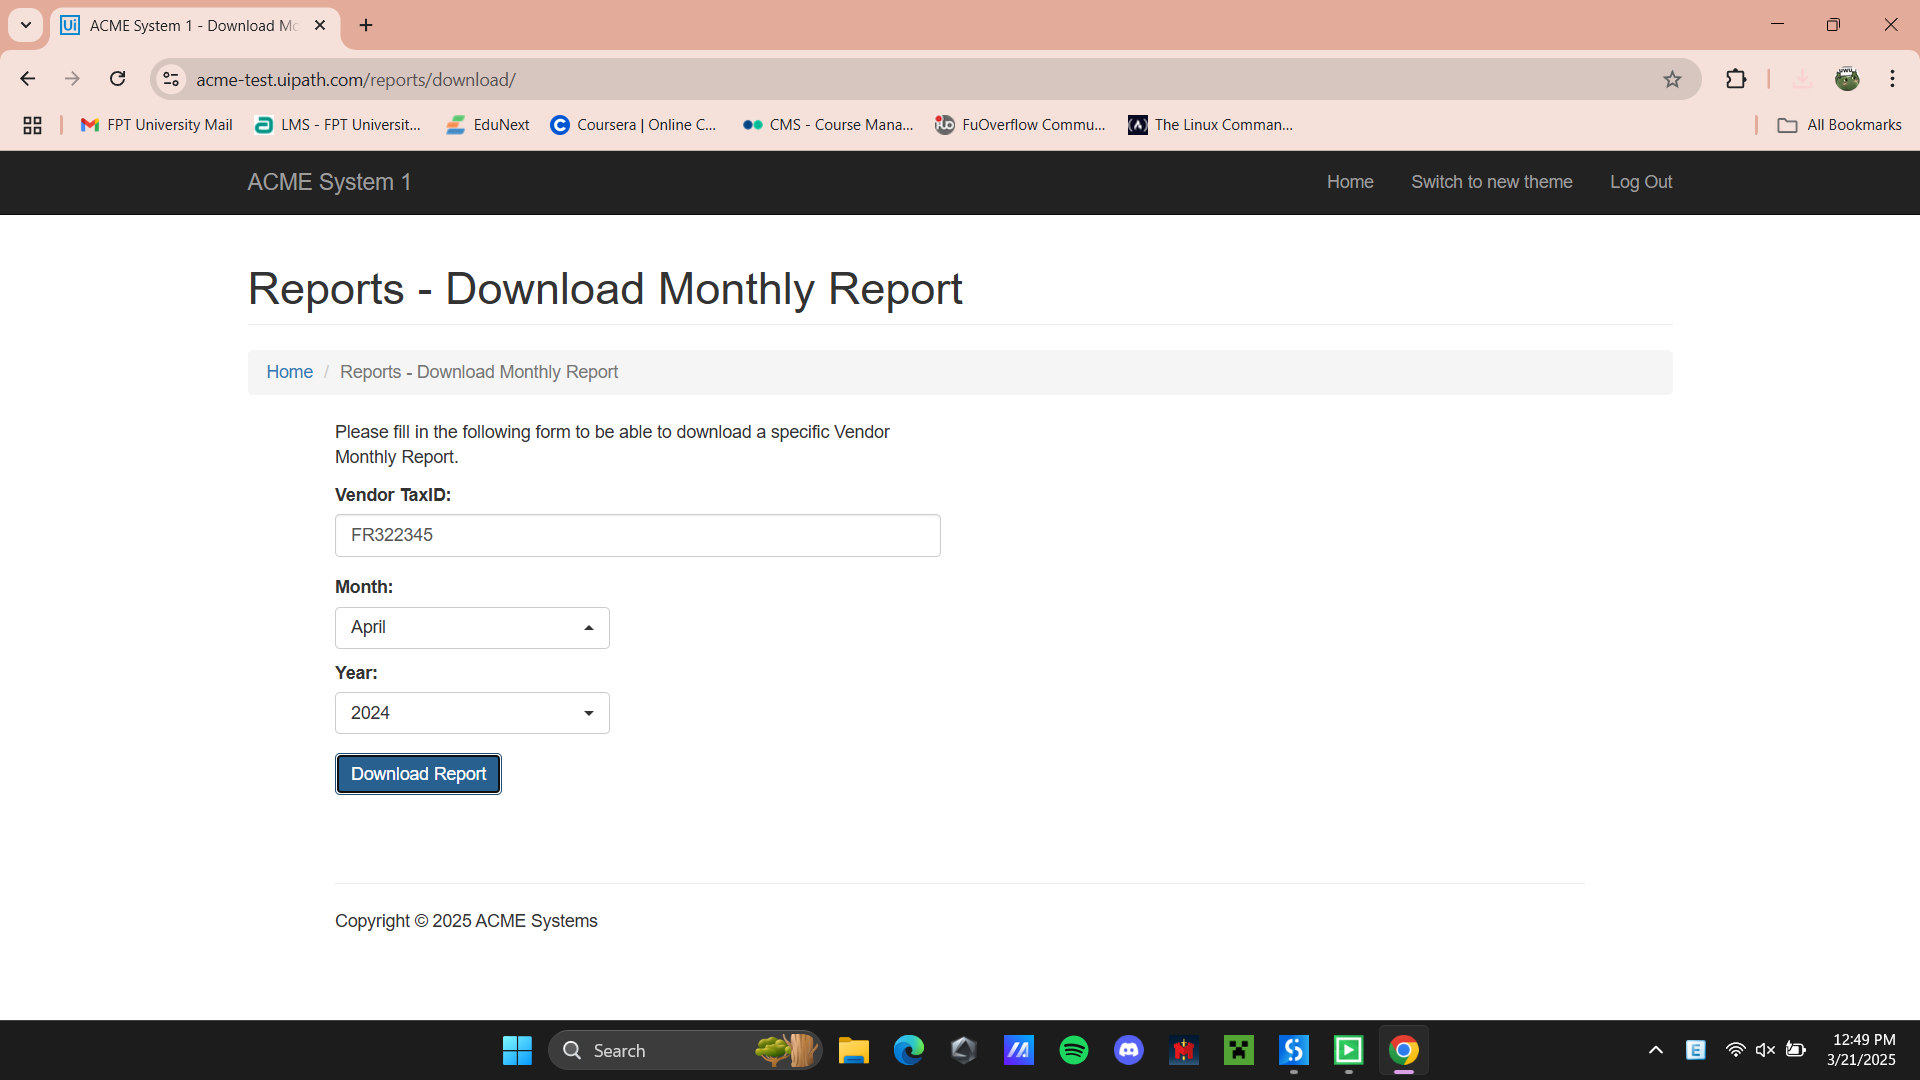 ACME System 1 - Download Mo
acme-test.uipath.com/reports/download/
FPT University Mail
LMS - FPT Universit...
EduNext
Coursera | Online C...
CMS - Course Mana...
FuOverflow Commu...
The Linux Comman...
All Bookmarks
ACME System 1
Home
Switch to new theme
Log Out
Reports - Download Monthly Report
Home / Reports - Download Monthly Report
Please fill in the following form to be able to download a specific Vendor
Monthly Report.
Vendor TaxID:
FR322345
Month:
April
Year:
2024
Download Report
Copyright © 2025 ACME Systems
Search
12:49 PM
3/21/2025